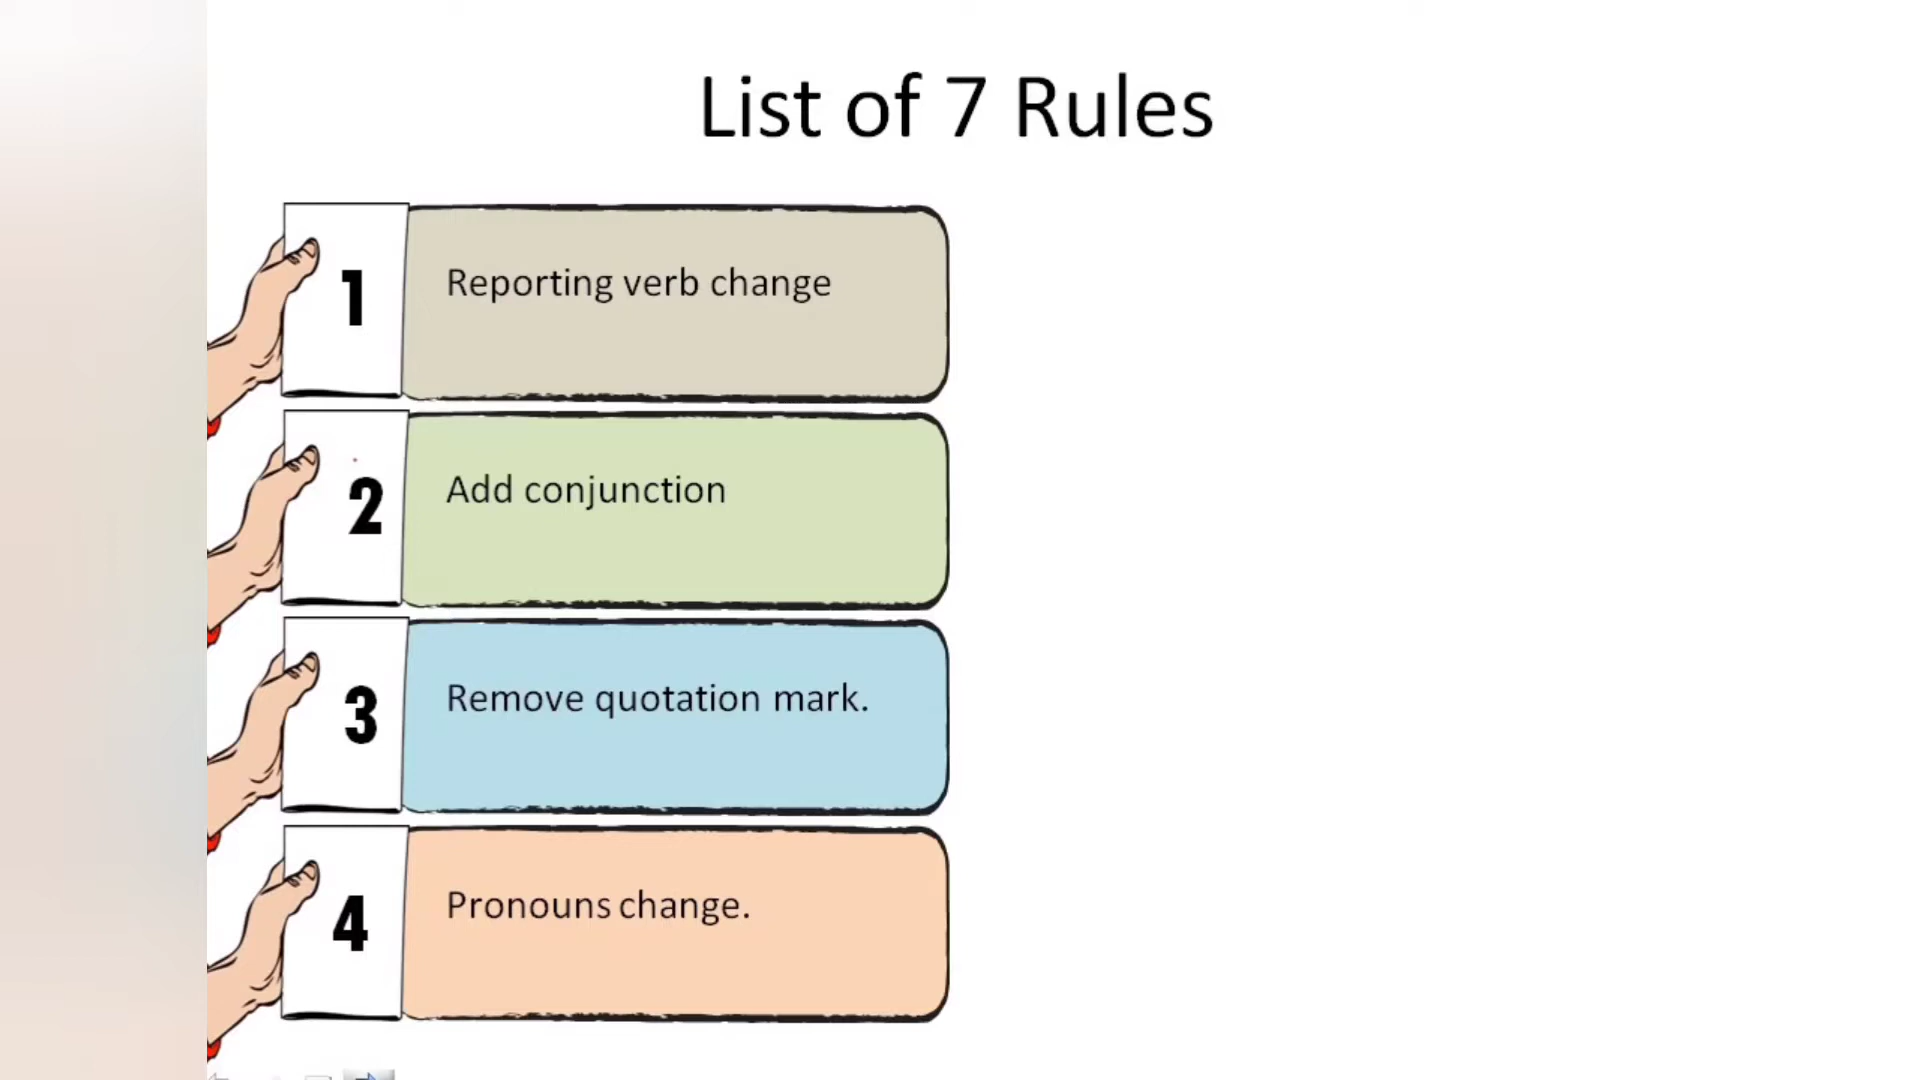 List of 7 Rules
1
Reporting verb change
2
Add conjunction
3
Remove quotation mark.
4
Pronouns change.